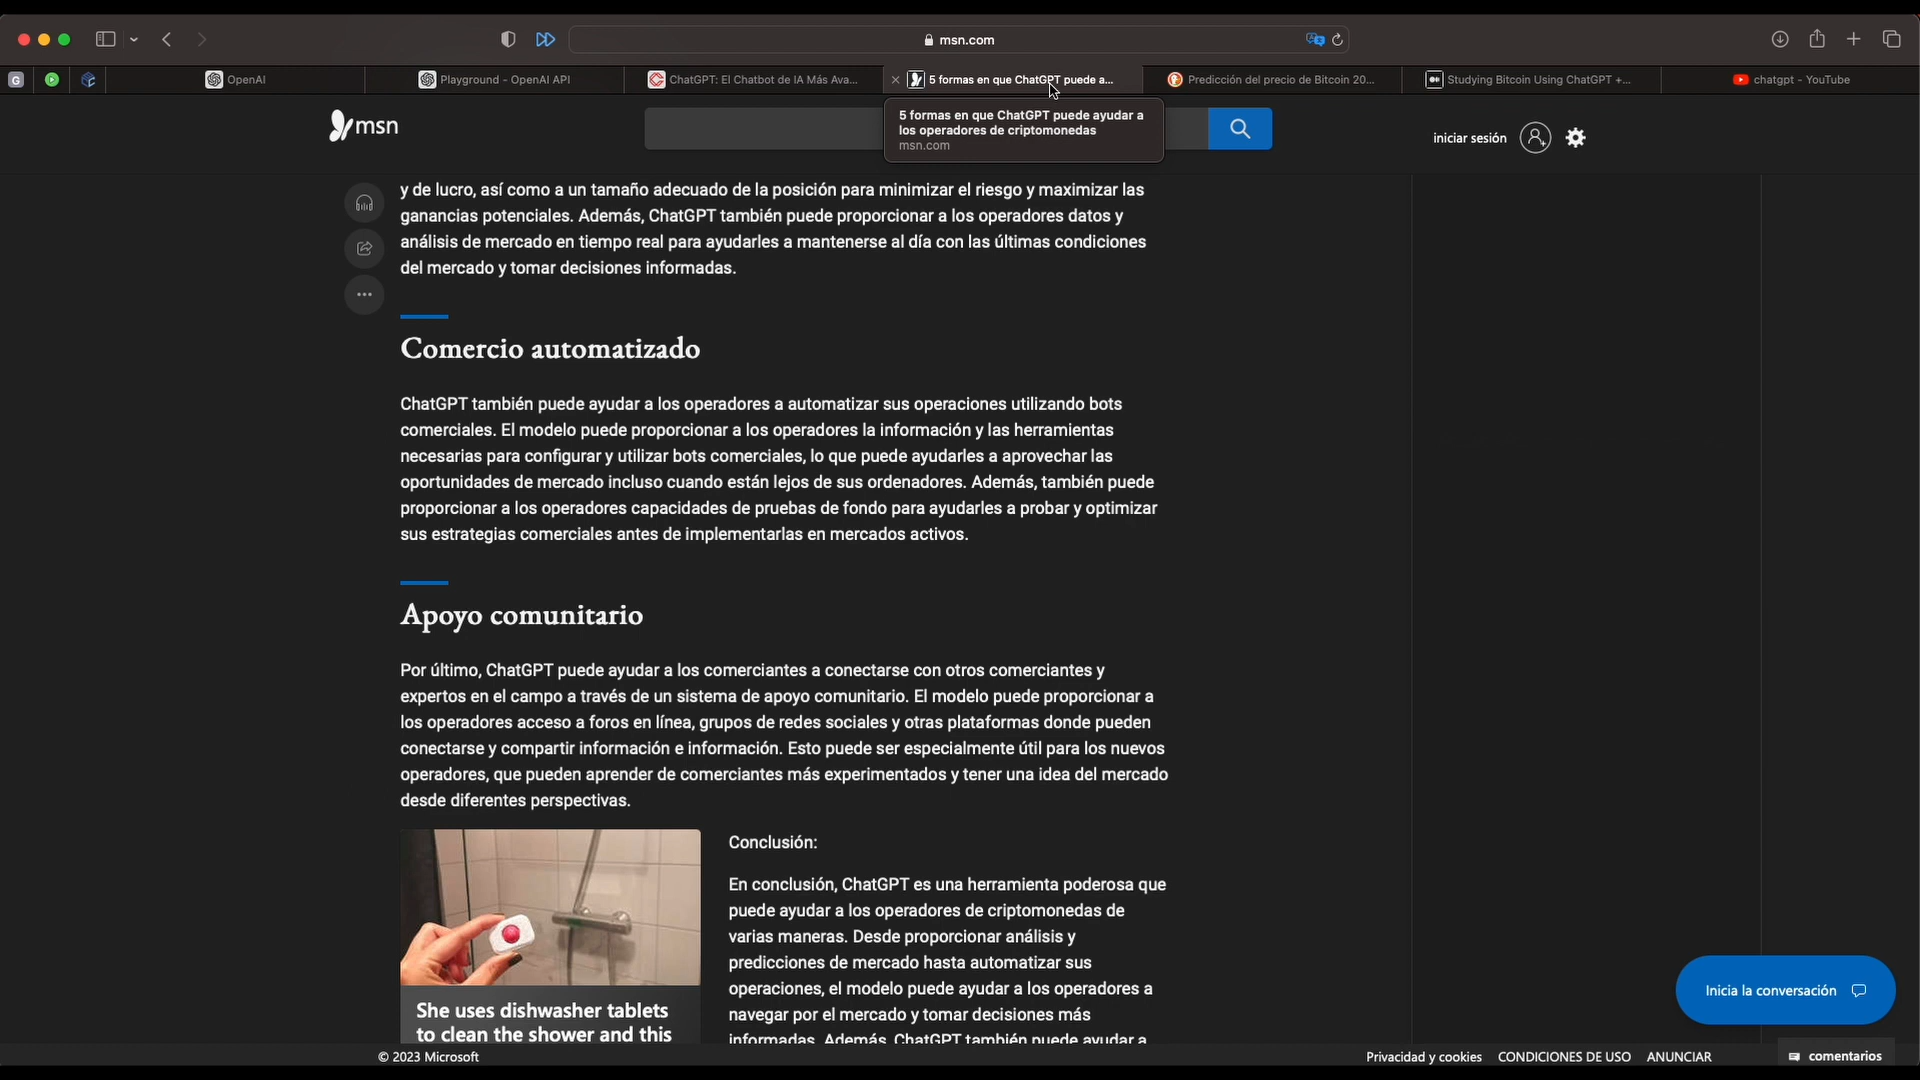 msn.com
G
OpenAI
Playground - OpenAI API
ChatGPT: El Chatbot de IA Más Ava...
5 formas en que ChatGPT puede a...
Predicción del precio de Bitcoin 20...
Studying Bitcoin Using ChatGPT +...
chatgpt - YouTube
5 formas en que ChatGPT puede ayudar a
los operadores de criptomonedas
msn.com
msn
iniciar sesión
y de lucro, así como a un tamaño adecuado de la posición para minimizar el riesgo y maximizar las
ganancias potenciales. Además, ChatGPT también puede proporcionar a los operadores datos y
análisis de mercado en tiempo real para ayudarles a mantenerse al día con las últimas condiciones
del mercado y tomar decisiones informadas.
Comercio automatizado
ChatGPT también puede ayudar a los operadores a automatizar sus operaciones utilizando bots
comerciales. El modelo puede proporcionar a los operadores la información y las herramientas
necesarias para configurar y utilizar bots comerciales, lo que puede ayudarles a aprovechar las
oportunidades de mercado incluso cuando están lejos de sus ordenadores. Además, también puede
proporcionar a los operadores capacidades de pruebas de fondo para ayudarles a probar y optimizar
sus estrategias comerciales antes de implementarlas en mercados activos.
Apoyo comunitario
Por último, ChatGPT puede ayudar a los comerciantes a conectarse con otros comerciantes y
expertos en el campo a través de un sistema de apoyo comunitario. El modelo puede proporcionar a
los operadores acceso a foros en línea, grupos de redes sociales y otras plataformas donde pueden
conectarse y compartir información e información. Esto puede ser especialmente útil para los nuevos
operadores, que pueden aprender de comerciantes más experimentados y tener una idea del mercado
desde diferentes perspectivas.
She uses dishwasher tablets
to clean the shower and this
Conclusión:
En conclusión, ChatGPT es una herramienta poderosa que
puede ayudar a los operadores de criptomonedas de
varias maneras. Desde proporcionar análisis y
predicciones de mercado hasta automatizar sus
operaciones, el modelo puede ayudar a los operadores a
navegar por el mercado y tomar decisiones más
informadas. Además, ChatGPT también puede ayudar a
Inicia la conversación
© 2023 Microsoft
Privacidad y cookies
CONDICIONES DE USO
ANUNCIAR
comentarios